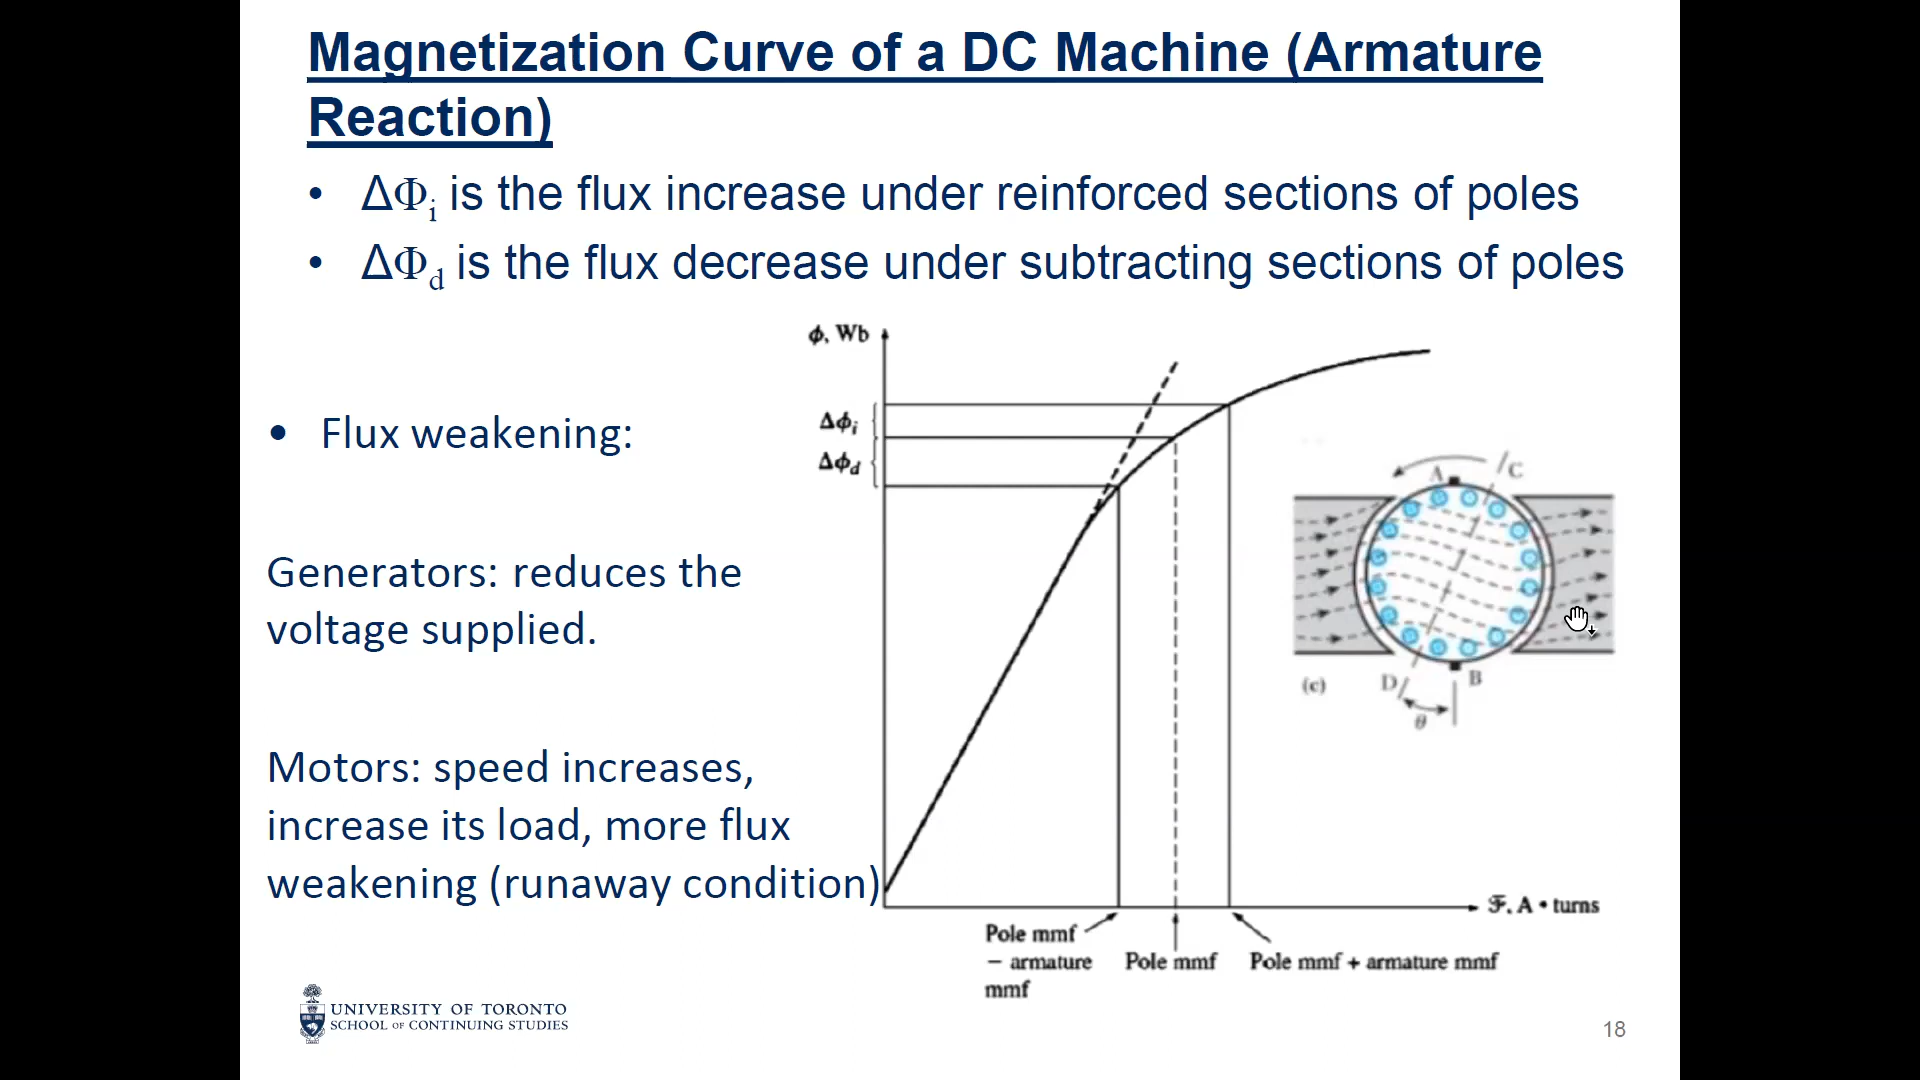 Magnetization Curve of a DC Machine (Armature
Reaction)
• ΔΦi is the flux increase under reinforced sections of poles
• ΔΦd is the flux decrease under subtracting sections of poles
• Flux weakening:
Generators: reduces the
voltage supplied.
Motors: speed increases,
increase its load, more flux
weakening (runaway condition)
ϕ, Wb
Δϕi
Δϕd
ℱ, A • turns
Pole mmf
− armature
mmf
Pole mmf
Pole mmf + armature mmf
A
C
(c)
D
B
θ
UNIVERSITY OF TORONTO
SCHOOL OF CONTINUING STUDIES
18